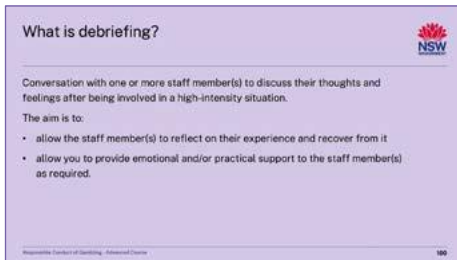 What is debriefing?
NSW
GOVERNMENT
Conversation with one or more staff member(s) to discuss their thoughts and
feelings after being involved in a high-intensity situation.
The aim is to:
• allow the staff member(s) to reflect on their experience and recover from it
• allow you to provide emotional and/or practical support to the staff member(s)
as required.
Responsible Conduct of Gambling - Advanced Course